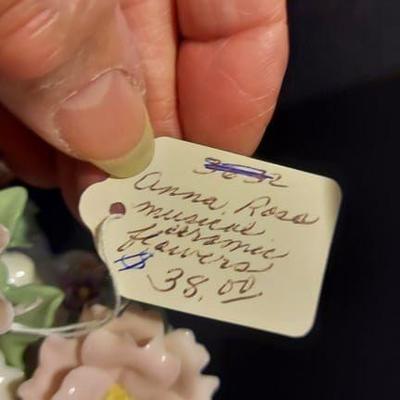 Anna Rosa
musical
ceramic
flowers
$ 38.00